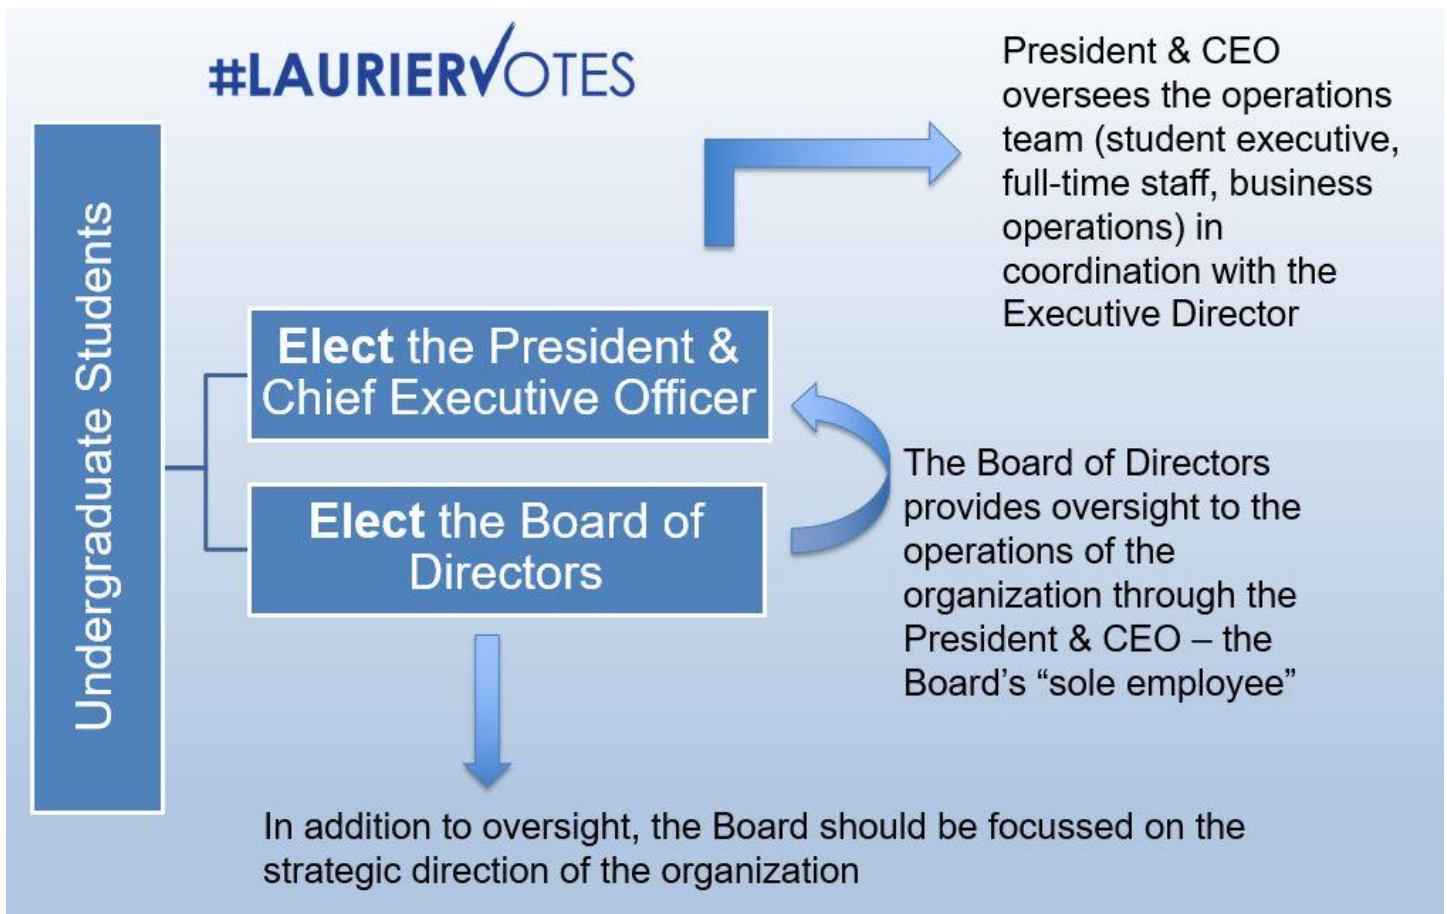 #LAURIERVOTES
President & CEO
oversees the operations
team (student executive,
full-time staff, business
operations) in
coordination with the
Executive Director
Undergraduate Students
Elect the President &
Chief Executive Officer
Elect the Board of
Directors
The Board of Directors
provides oversight to the
operations of the
organization through the
President & CEO – the
Board’s “sole employee”
In addition to oversight, the Board should be focussed on the
strategic direction of the organization